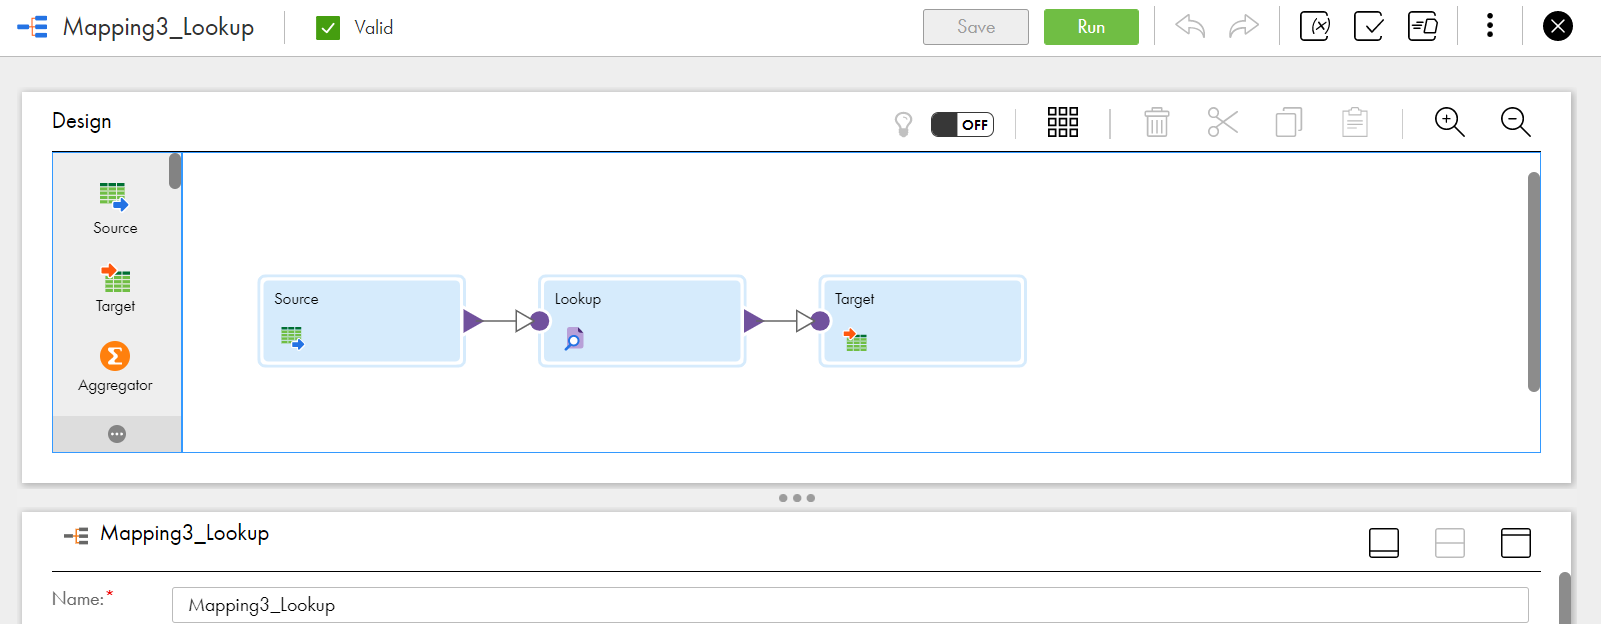 Mapping3_Lookup
Valid
Save
Run
Design
OFF
Source
Target
Aggregator
Source
Lookup
Target
Mapping3_Lookup
Name:*
Mapping3_Lookup